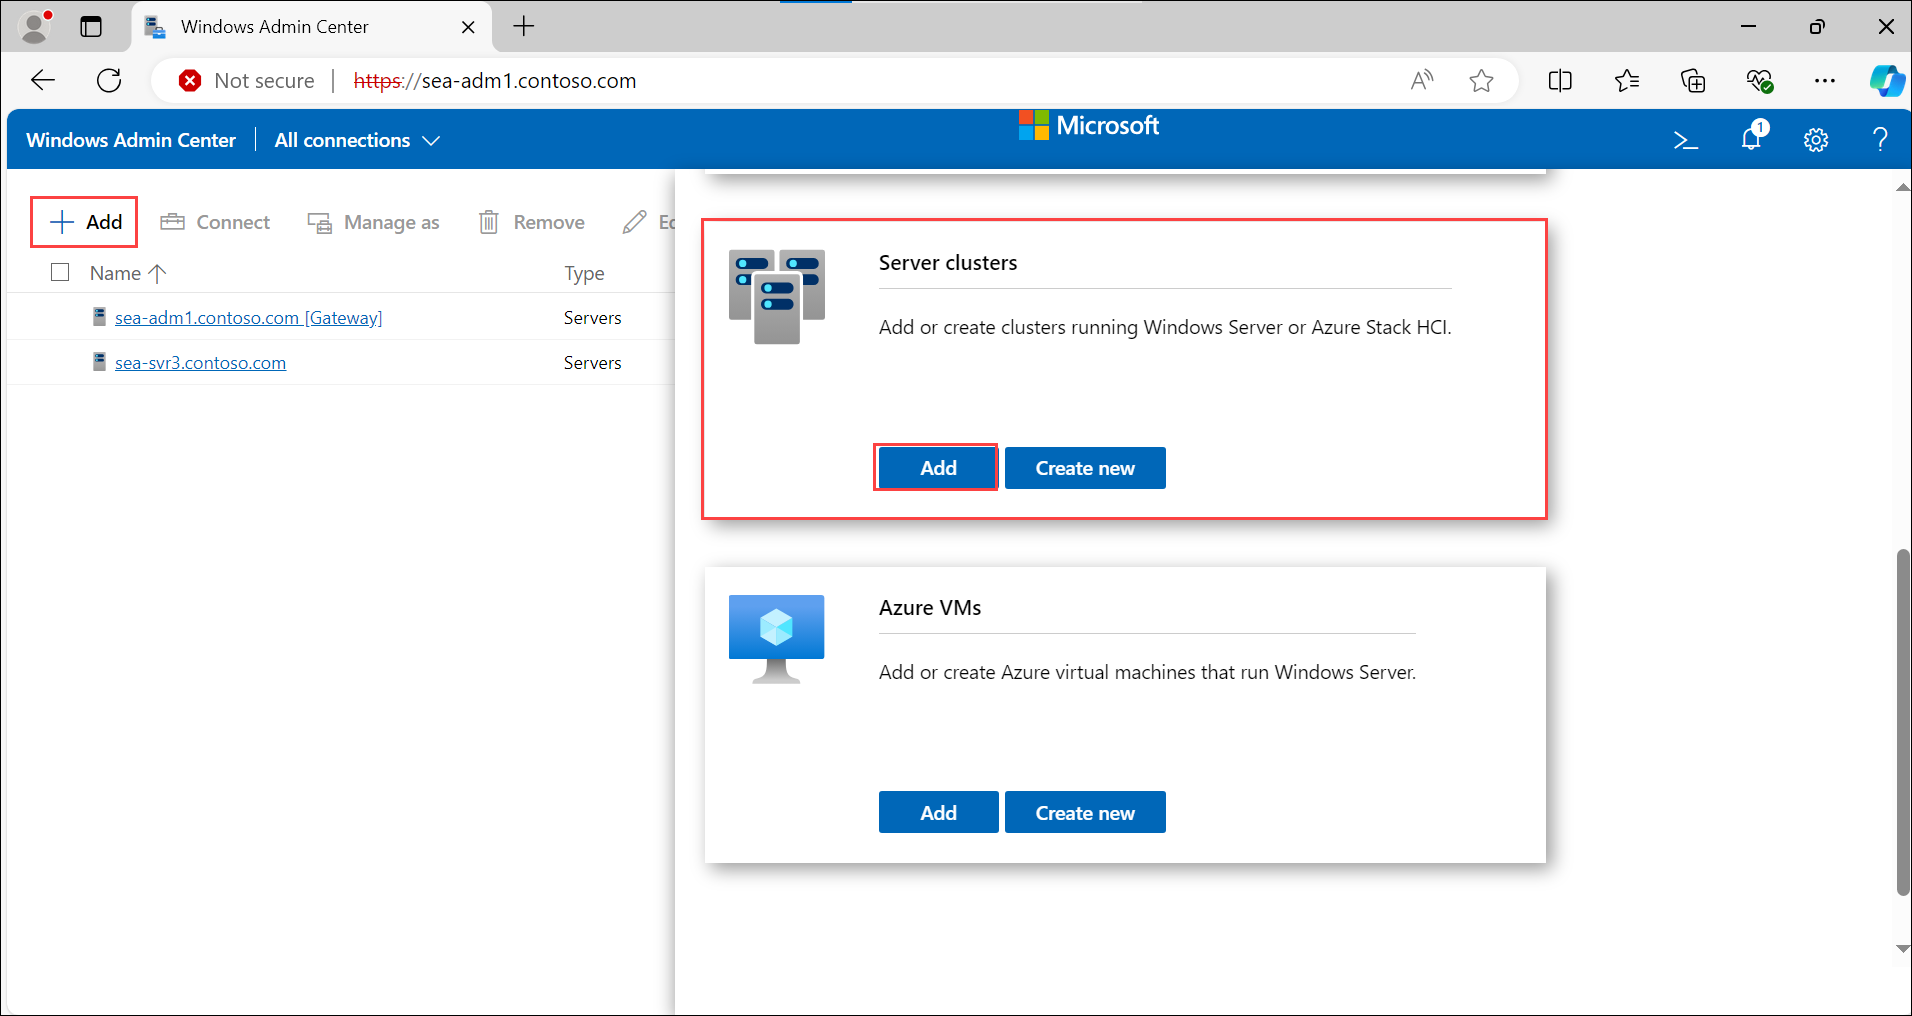 Windows Admin Center
Not secure https://sea-adm1.contoso.com
Windows Admin Center All connections Microsoft 1
Add Connect Manage as Remove
Name Type
sea-adm1.contoso.com [Gateway] Servers
sea-svr3.contoso.com Servers
Server clusters
Add or create clusters running Windows Server or Azure Stack HCI.
Add Create new
Azure VMs
Add or create Azure virtual machines that run Windows Server.
Add Create new